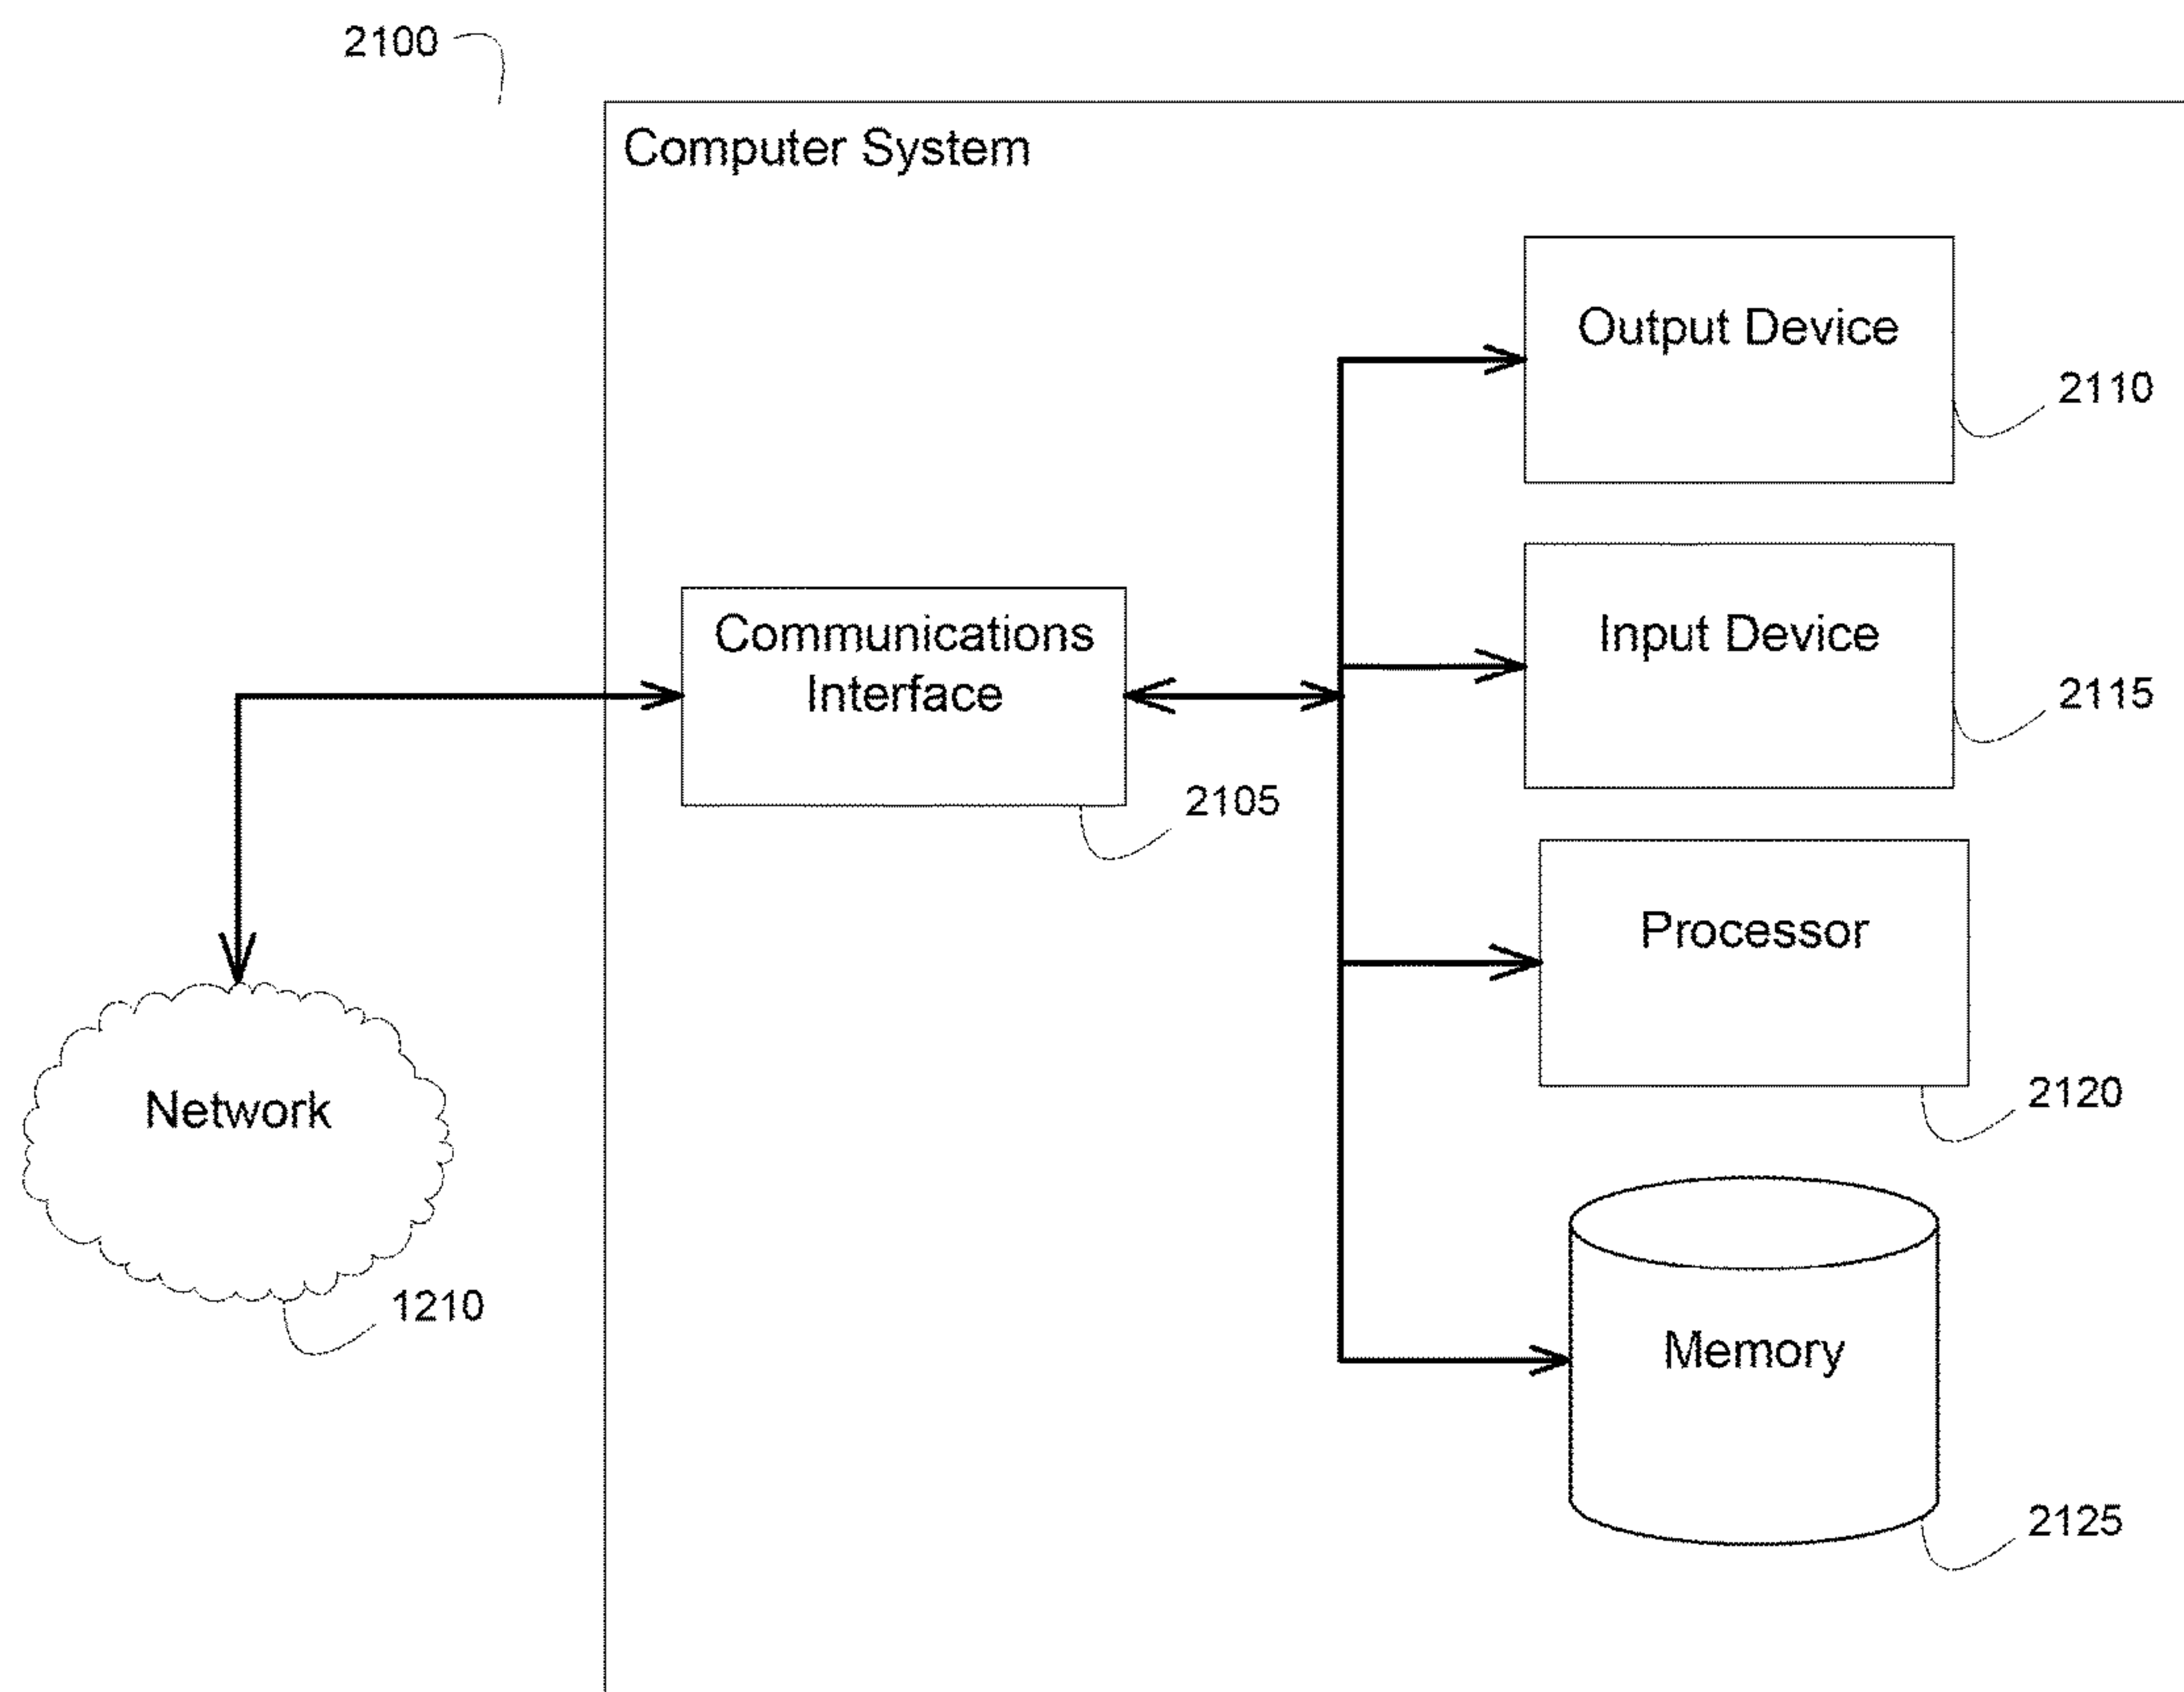 2100
Computer System
Output Device
2110
Input Device
2115
Communications
Interface
2105
Processor
2120
Network
1210
Memory
2125